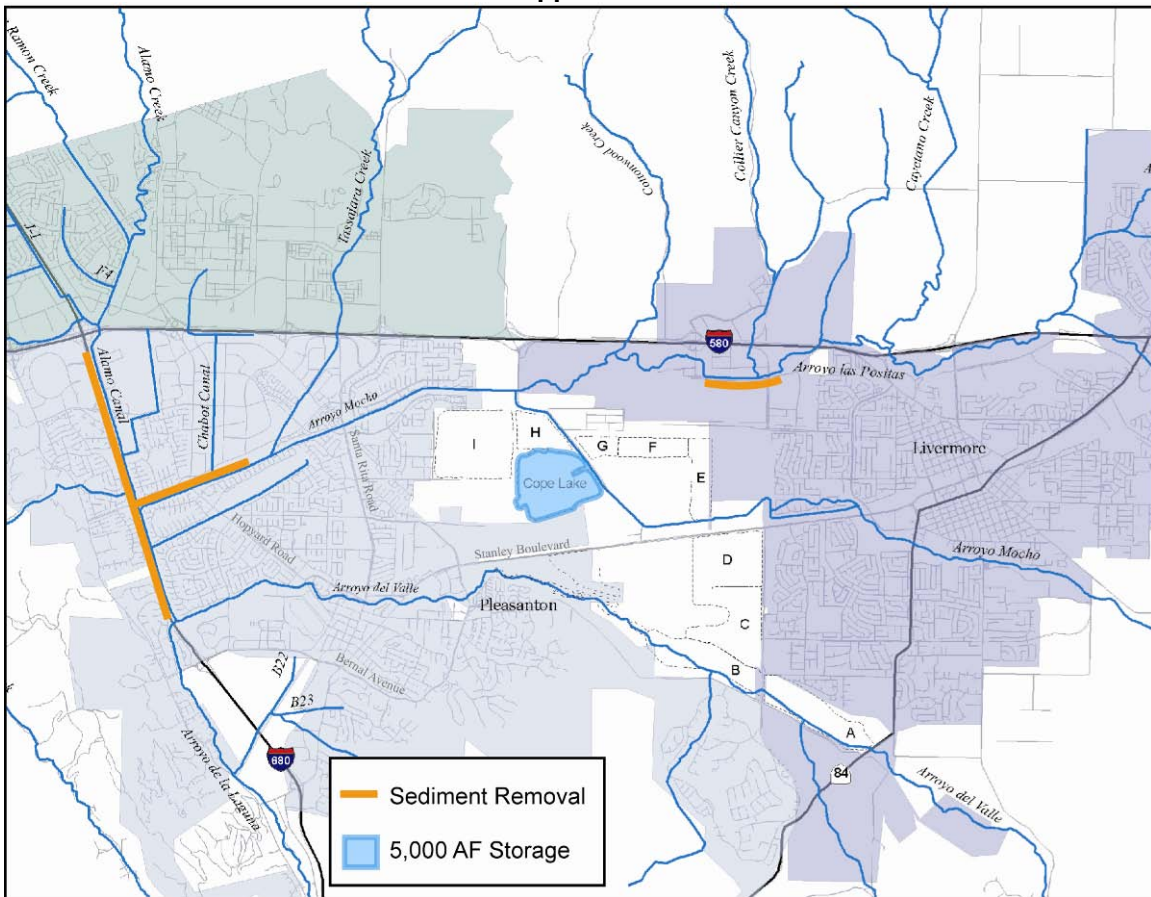 Ramon Creek
Alamo Creek
Tassajara Creek
Cottonwood Creek
Collier Canyon Creek
Cayetano Creek
A
J-1
F4
580
Alamo Canal
Chabot Canal
Arroyo Mocho
Arroyo las Positas
Santa Rita Road
I
H
G
F
E
Cope Lake
Livermore
Hopyard Road
Stanley Boulevard
Arroyo Mocho
D
Arroyo del Valle
Pleasanton
C
Bernal Avenue
B
B22
B23
A
680
84
Arroyo de la Laguna
Arroyo del Valle
Sediment Removal
5,000 AF Storage